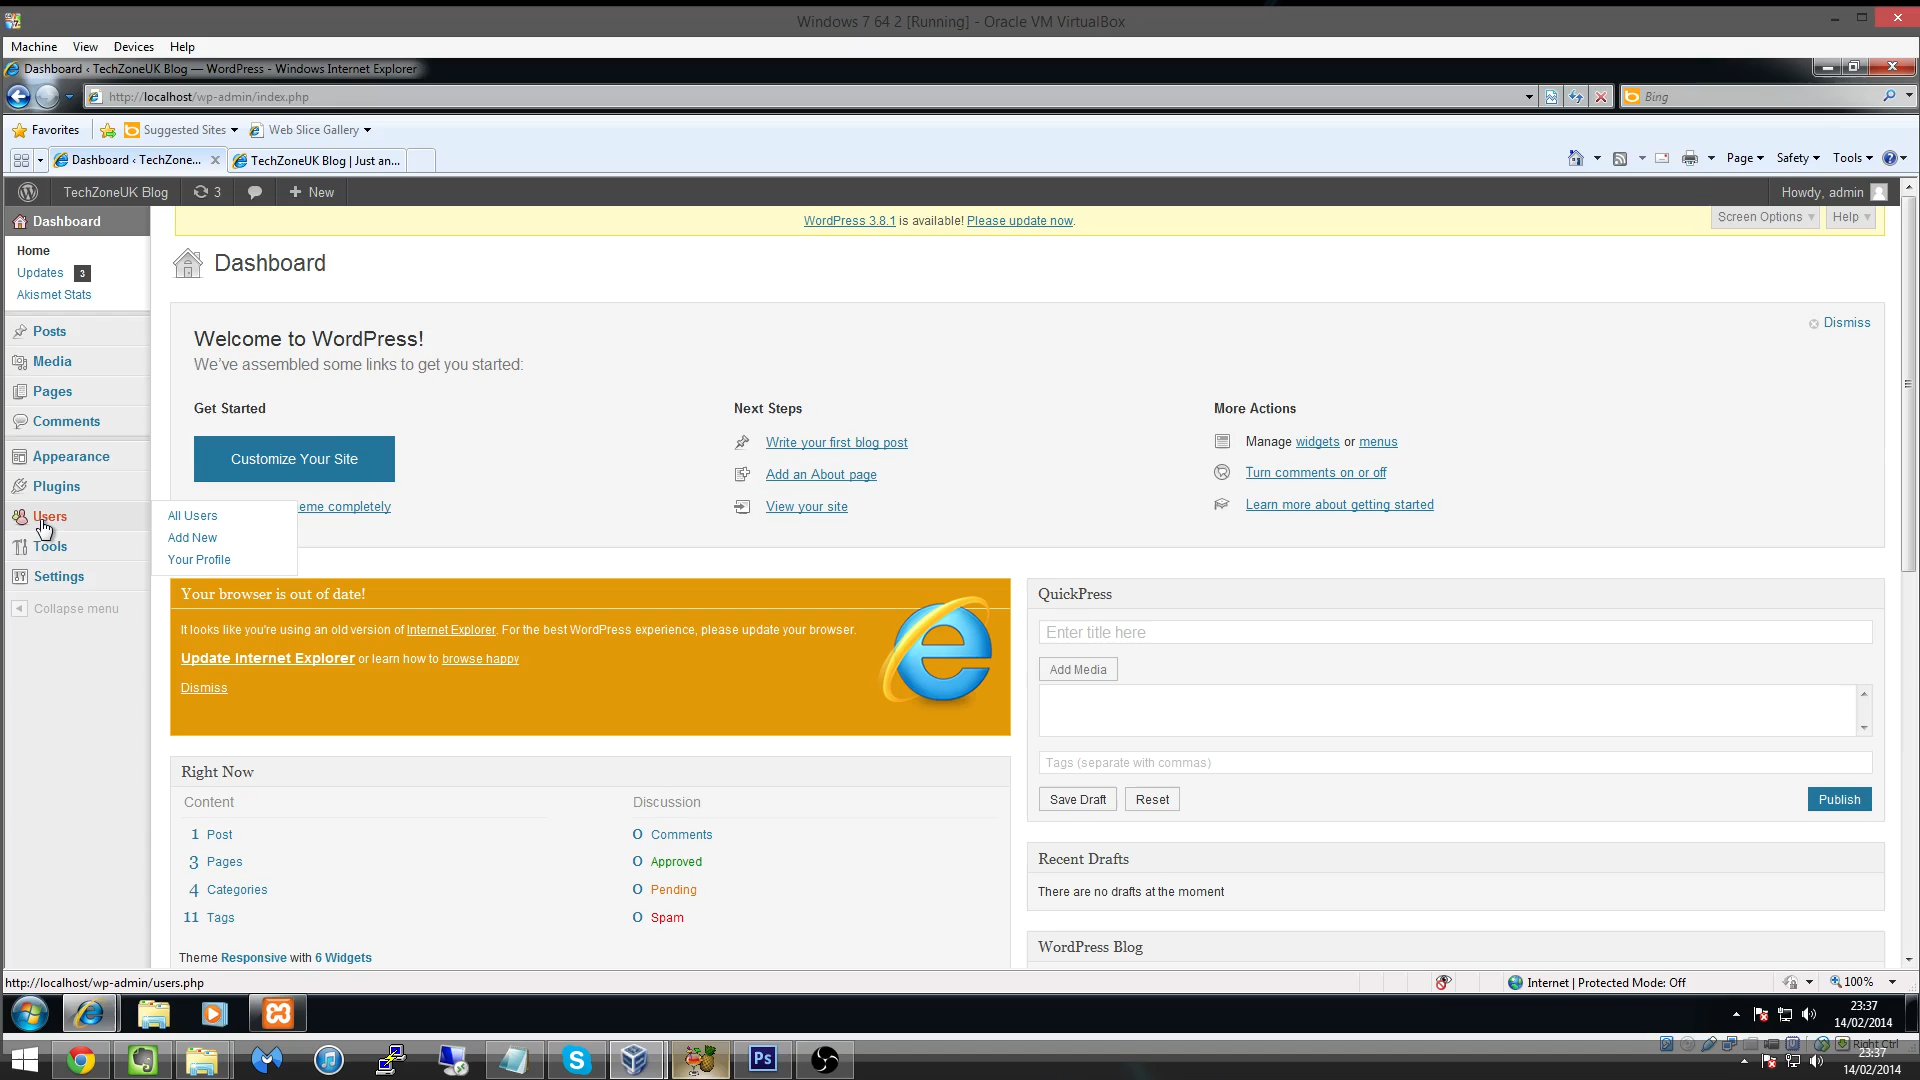 Windows 7 64 2 [Running] - Oracle VM VirtualBox
Machine View Devices Help
Dashboard ‹ TechZoneUK Blog — WordPress - Windows Internet Explorer
http://localhost/wp-admin/index.php
Bing
Favorites Suggested Sites Web Slice Gallery
Dashboard ‹ TechZone... TechZoneUK Blog | Just an...
Page Safety Tools
TechZoneUK Blog 3 + New
Howdy, admin
Dashboard
Home
Updates 3
Akismet Stats
Posts
Media
Pages
Comments
Appearance
Plugins
Users
Tools
Settings
Collapse menu
All Users
Add New
Your Profile
WordPress 3.8.1 is available! Please update now.
Screen Options Help
Dashboard
Welcome to WordPress!
We've assembled some links to get you started:
Dismiss
Get Started
Customize Your Site
eme completely
Next Steps
Write your first blog post
Add an About page
View your site
More Actions
Manage widgets or menus
Turn comments on or off
Learn more about getting started
Your browser is out of date!
It looks like you're using an old version of Internet Explorer. For the best WordPress experience, please update your browser.
Update Internet Explorer or learn how to browse happy
Dismiss
Right Now
Content
1 Post
3 Pages
4 Categories
11 Tags
Discussion
0 Comments
0 Approved
0 Pending
0 Spam
Theme Responsive with 6 Widgets
QuickPress
Enter title here
Add Media
Tags (separate with commas)
Save Draft Reset Publish
Recent Drafts
There are no drafts at the moment
WordPress Blog
http://localhost/wp-admin/users.php
Internet | Protected Mode: Off
100%
23:37
14/02/2014
Right Ctrl
Ps
23:37
14/02/2014